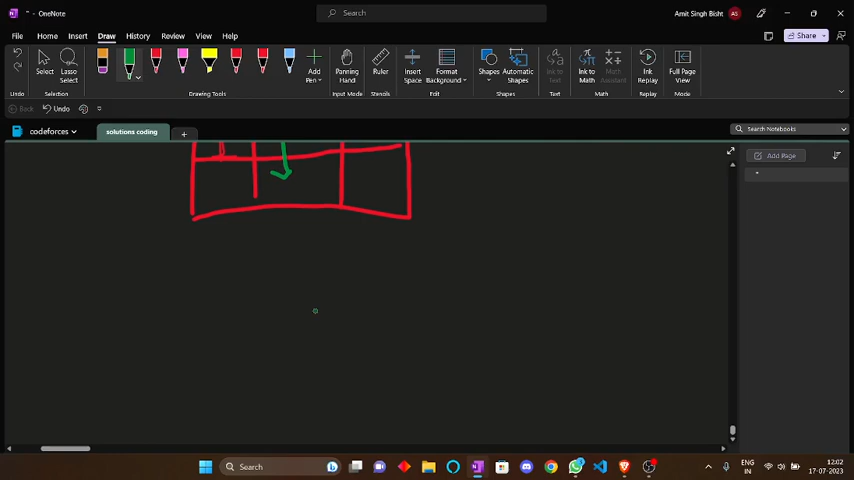 " - OneNote
Search
Amit Singh Bisht
AS
File
Home
Insert
Draw
History
Review
View
Help
Share
Select
Lasso
Select
Add
Pen
Panning
Hand
Ruler
Insert
Space
Format
Background
Shapes
Automatic
Shapes
Ink to
Text
Ink to
Math
Math
Assistant
Ink
Replay
Full Page
View
Undo
Selection
Drawing Tools
Input Mode
Stencils
Edit
Shapes
Text
Math
Replay
Mode
Back
Undo
codeforces
solutions coding
+
Search Notebooks
Add Page
"
Search
ENG
IN
12:02
17-07-2023